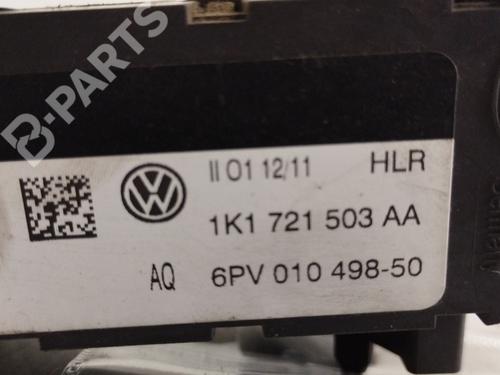 B-PARTS
II 01 12/11 HLR
1K1 721 503 AA
AQ 6PV 010 498-50